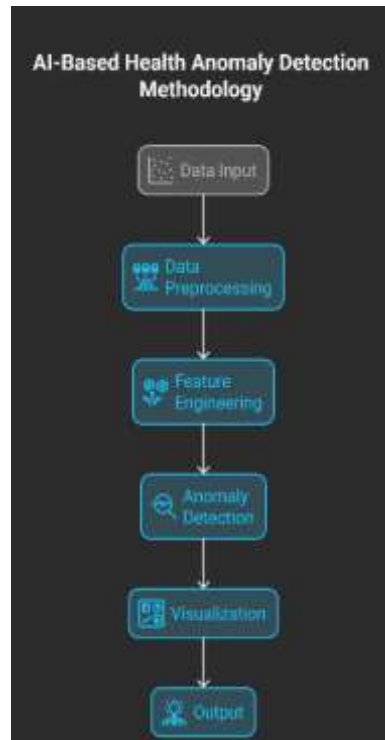 AI-Based Health Anomaly Detection
Methodology
Data Input
Data
Preprocessing
Feature
Engineering
Anomaly
Detection
Visualization
Output